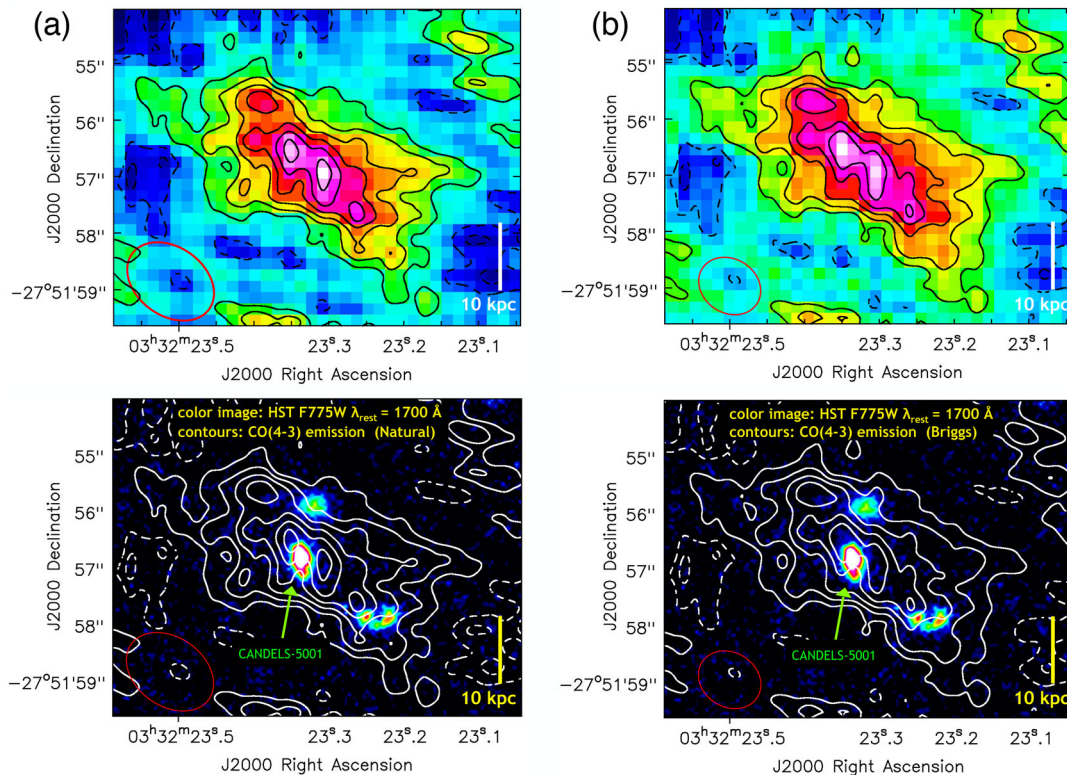 (a)
55"
56"
57"
58"
−27°51'59"
J2000 Declination
10 kpc
03ʰ32ᵐ23ˢ.5
23ˢ.3
23ˢ.2
23ˢ.1
J2000 Right Ascension
(b)
55"
56"
57"
58"
−27°51'59"
J2000 Declination
10 kpc
03ʰ32ᵐ23ˢ.5
23ˢ.3
23ˢ.2
23ˢ.1
J2000 Right Ascension
color image: HST F775W λrest = 1700 Å
contours: CO(4-3) emission (Natural)
55"
56"
57"
58"
−27°51'59"
J2000 Declination
CANDELS-5001
10 kpc
03ʰ32ᵐ23ˢ.5
23ˢ.3
23ˢ.2
23ˢ.1
J2000 Right Ascension
color image: HST F775W λrest = 1700 Å
contours: CO(4-3) emission (Briggs)
55"
56"
57"
58"
−27°51'59"
J2000 Declination
CANDELS-5001
10 kpc
03ʰ32ᵐ23ˢ.5
23ˢ.3
23ˢ.2
23ˢ.1
J2000 Right Ascension